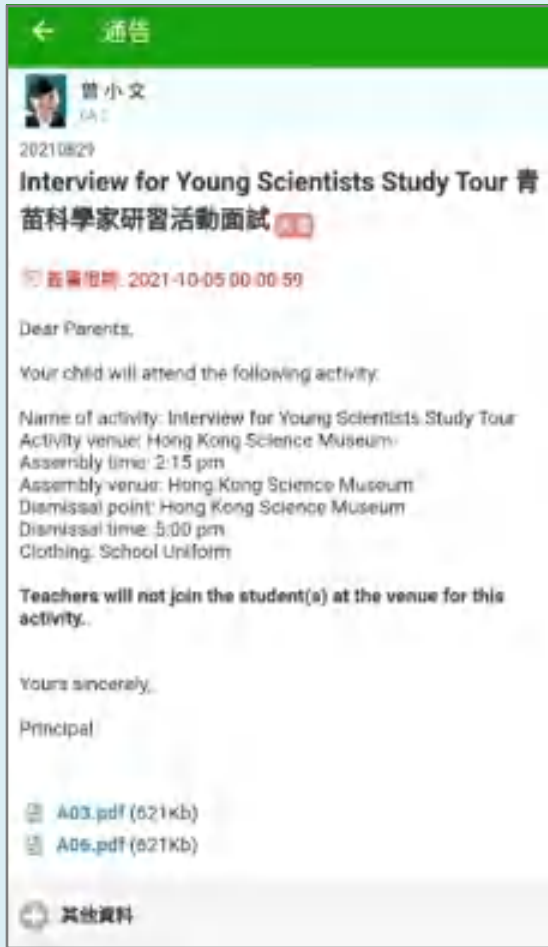 通告
曾小文
20210829
Interview for Young Scientists Study Tour 青
苗科學家研習活動面試
簽署限期: 2021-10-05 00:00:59
Dear Parents,
Your child will attend the following activity:
Name of activity: Interview for Young Scientists Study Tour
Activity venue: Hong Kong Science Museum
Assembly time: 2:15 pm
Assembly venue: Hong Kong Science Museum
Dismissal point: Hong Kong Science Museum
Dismissal time: 5:00 pm
Clothing: School Uniform
Teachers will not join the student(s) at the venue for this
activity.
Yours sincerely,
Principal
A03.pdf (621Kb)
A06.pdf (621Kb)
其他資料